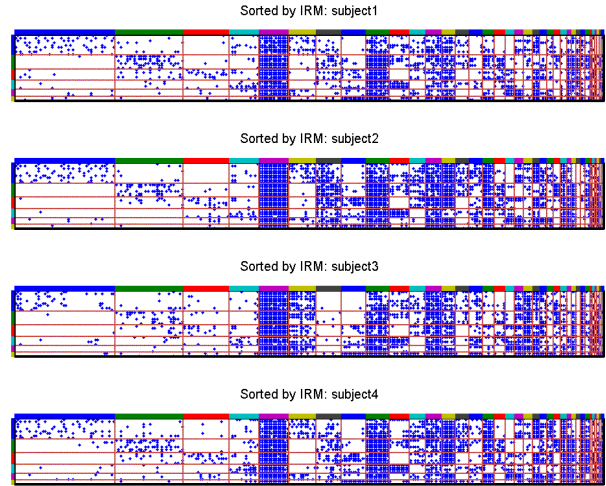 Sorted by IRM: subject1
Sorted by IRM: subject2
Sorted by IRM: subject3
Sorted by IRM: subject4